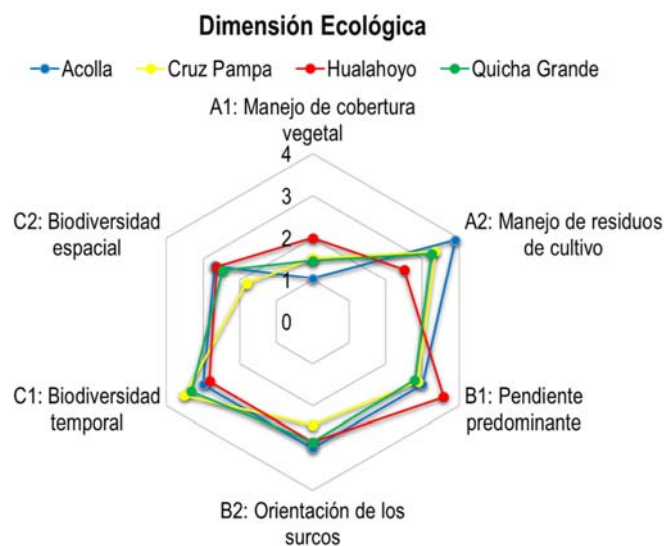 Dimensión Ecológica
Acolla Cruz Pampa Hualahoyo Quicha Grande
A1: Manejo de cobertura
vegetal
4
3
2
1
0
A2: Manejo de residuos
de cultivo
B1: Pendiente
predominante
B2: Orientación de los
surcos
C1: Biodiversidad
temporal
C2: Biodiversidad
espacial